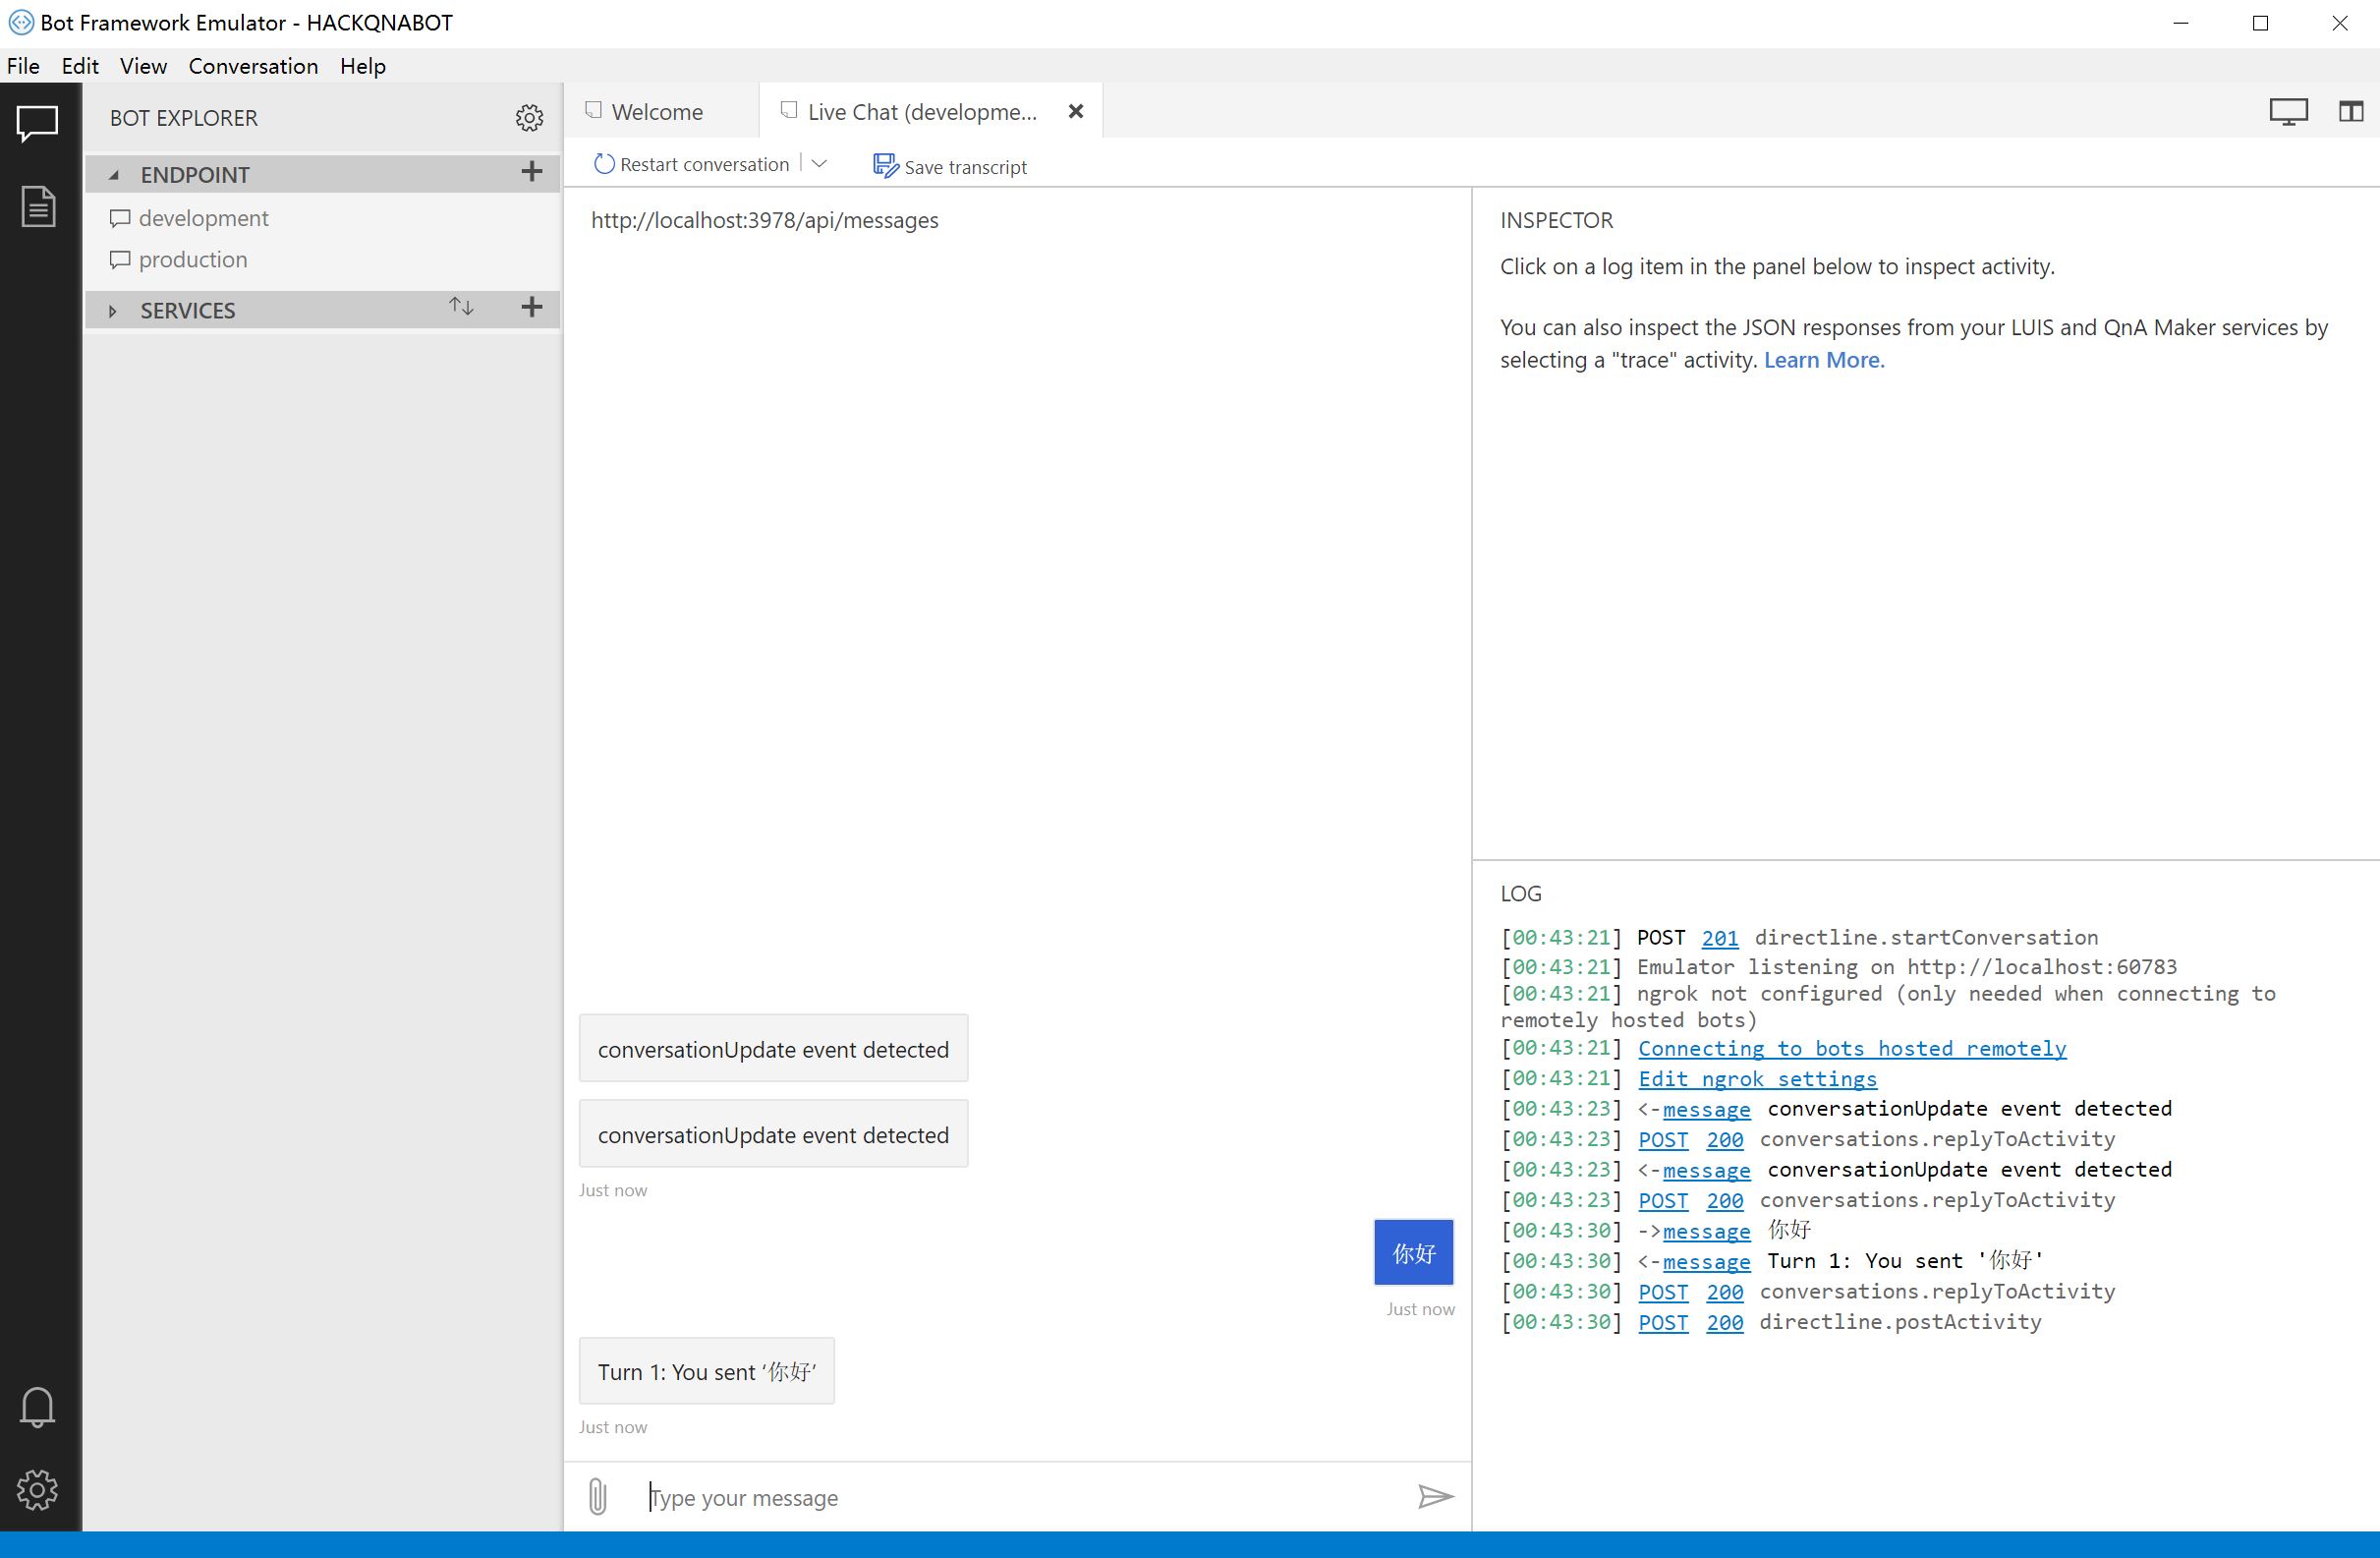 Bot Framework Emulator - HACKQNABOT
File Edit View Conversation Help
BOT EXPLORER
ENDPOINT
development
production
SERVICES
Welcome
Live Chat (developme...
Restart conversation
Save transcript
http://localhost:3978/api/messages
conversationUpdate event detected
conversationUpdate event detected
Just now
你好
Just now
Turn 1: You sent ‘你好’
Just now
Type your message
INSPECTOR
Click on a log item in the panel below to inspect activity.
You can also inspect the JSON responses from your LUIS and QnA Maker services by
selecting a "trace" activity. Learn More.
LOG
[00:43:21] POST 201 directline.startConversation
[00:43:21] Emulator listening on http://localhost:60783
[00:43:21] ngrok not configured (only needed when connecting to
remotely hosted bots)
[00:43:21] Connecting to bots hosted remotely
[00:43:21] Edit ngrok settings
[00:43:23] <-message conversationUpdate event detected
[00:43:23] POST 200 conversations.replyToActivity
[00:43:23] <-message conversationUpdate event detected
[00:43:23] POST 200 conversations.replyToActivity
[00:43:30] ->message 你好
[00:43:30] <-message Turn 1: You sent '你好'
[00:43:30] POST 200 conversations.replyToActivity
[00:43:30] POST 200 directline.postActivity